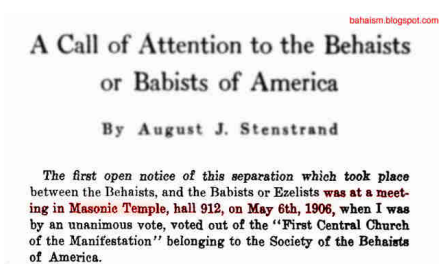 bahaism.blogspot.com
A Call of Attention to the Behaists
or Babists of America
By August J. Stenstrand
The first open notice of this separation which took place
between the Behaists, and the Babists or Ezelists was at a meet-
ing in Masonic Temple, hall 912, on May 6th, 1906, when I was
by an unanimous vote, voted out of the "First Central Church
of the Manifestation" belonging to the Society of the Behaists
of America.